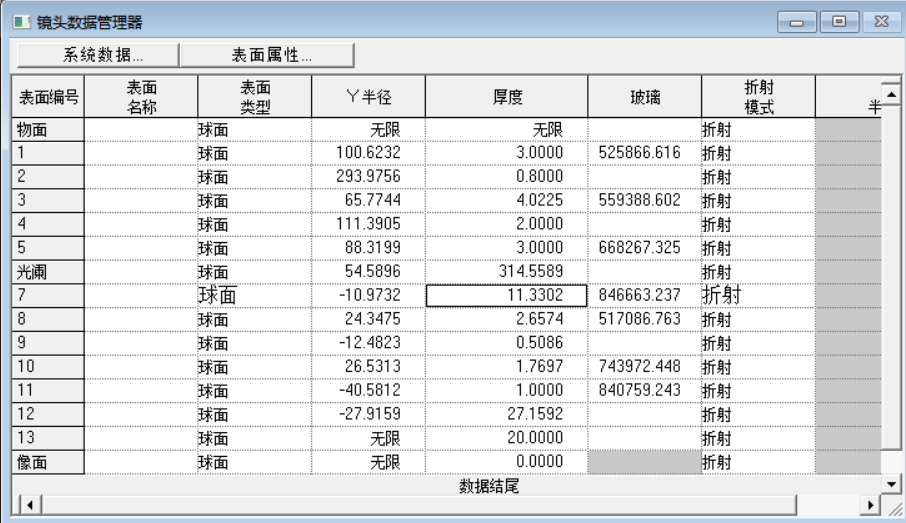 镜头数据管理器
系统数据... 表面属性...
表面编号 表面名称 表面类型 Y半径 厚度 玻璃 折射模式 半
物面 球面 无限 无限 折射
1 球面 100.6232 3.0000 525866.616 折射
2 球面 293.9756 0.8000 折射
3 球面 65.7744 4.0225 559388.602 折射
4 球面 111.3905 2.0000 折射
5 球面 88.3199 3.0000 668267.325 折射
光阑 球面 54.5896 314.5589 折射
7 球面 -10.9732 11.3302 846663.237 折射
8 球面 24.3475 2.6574 517086.763 折射
9 球面 -12.4823 0.5086 折射
10 球面 26.5313 1.7697 743972.448 折射
11 球面 -40.5812 1.0000 840759.243 折射
12 球面 -27.9159 27.1592 折射
13 球面 无限 20.0000 折射
像面 球面 无限 0.0000 折射
数据结尾